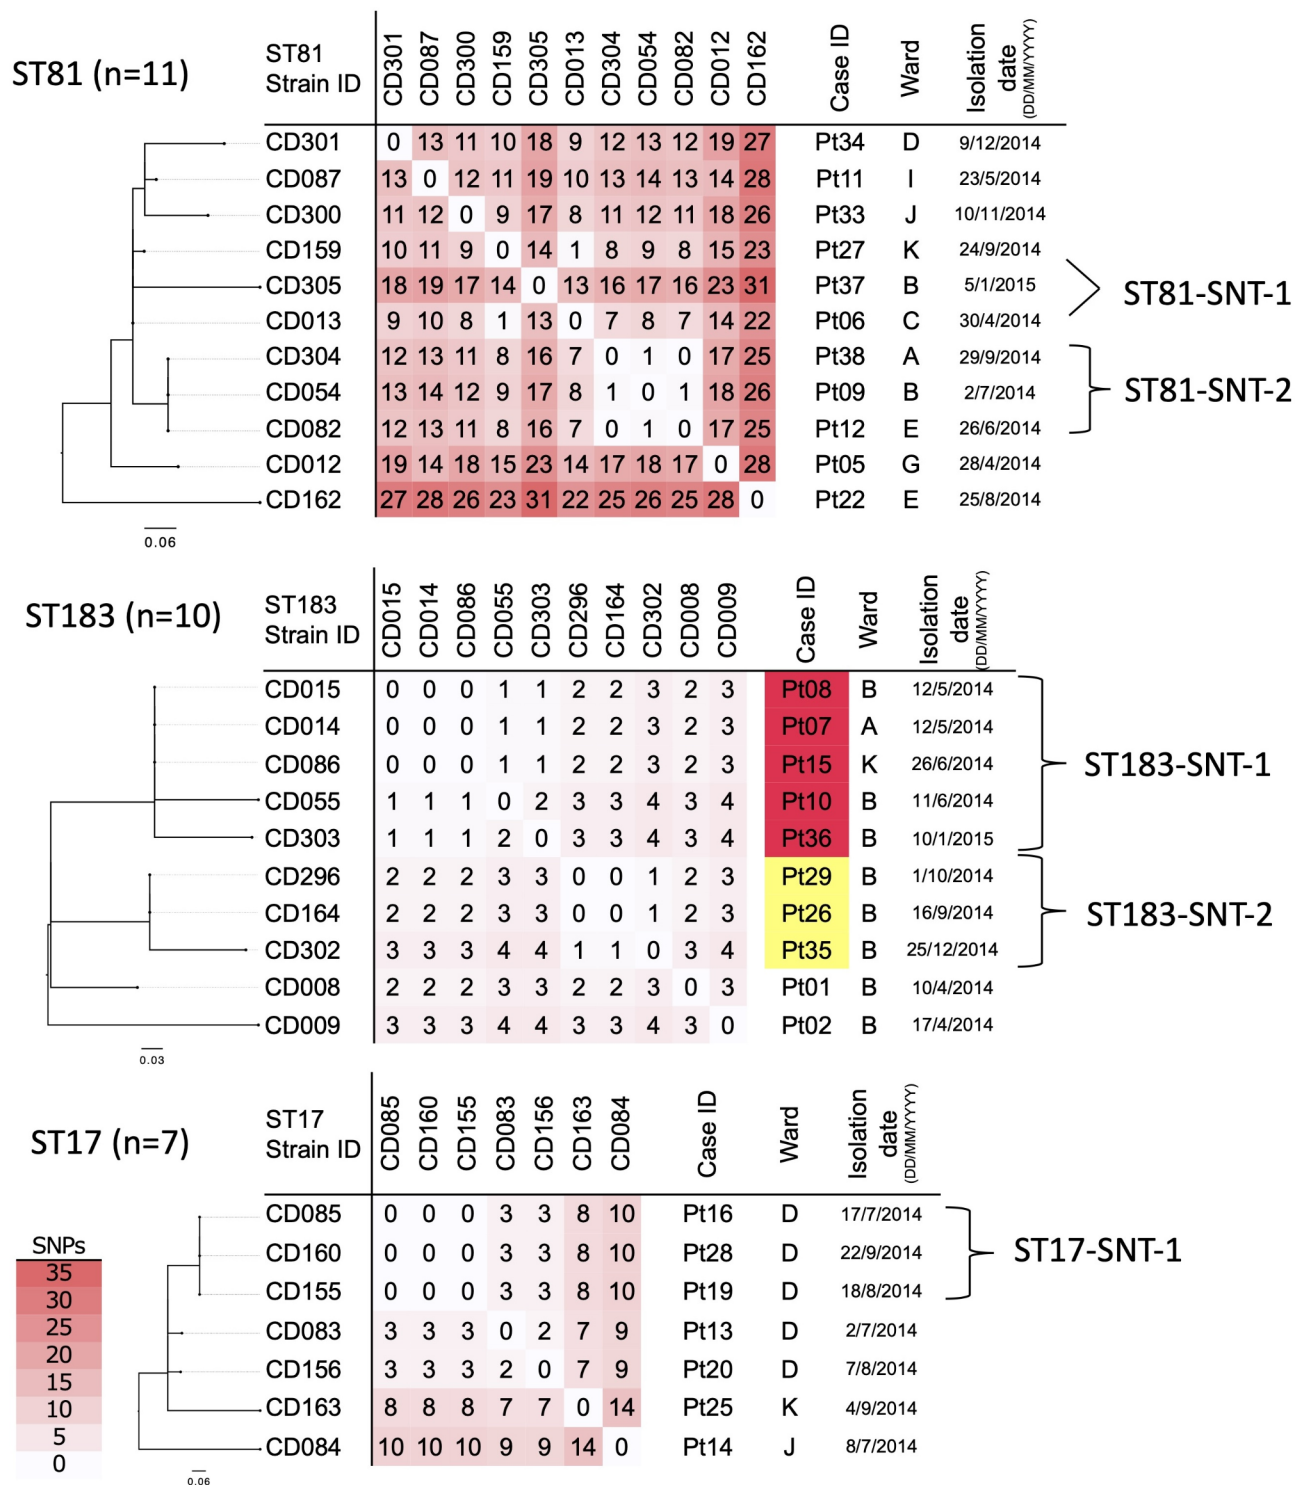 ST81 (n=11)
ST81 Strain ID CD301 CD087 CD300 CD159 CD305 CD013 CD304 CD054 CD082 CD012 CD162 Case ID Ward Isolation date (DD/MM/YYYY)
CD301 0 13 11 10 18 9 12 13 12 19 27 Pt34 D 9/12/2014
CD087 13 0 12 11 19 10 13 14 13 14 28 Pt11 I 23/5/2014
CD300 11 12 0 9 17 8 11 12 11 18 26 Pt33 J 10/11/2014
CD159 10 11 9 0 14 1 8 9 8 15 23 Pt27 K 24/9/2014
CD305 18 19 17 14 0 13 16 17 16 23 31 Pt37 B 5/1/2015
ST81-SNT-1
CD013 9 10 8 1 13 0 7 8 7 14 22 Pt06 C 30/4/2014
CD304 12 13 11 8 16 7 0 1 0 17 25 Pt38 A 29/9/2014
CD054 13 14 12 9 17 8 1 0 1 18 26 Pt09 B 2/7/2014
ST81-SNT-2
CD082 12 13 11 8 16 7 0 1 0 17 25 Pt12 E 26/6/2014
CD012 19 14 18 15 23 14 17 18 17 0 28 Pt05 G 28/4/2014
CD162 27 28 26 23 31 22 25 26 25 28 0 Pt22 E 25/8/2014
0.06
ST183 (n=10)
ST183 Strain ID CD015 CD014 CD086 CD055 CD303 CD296 CD164 CD302 CD008 CD009 Case ID Ward Isolation date (DD/MM/YYYY)
CD015 0 0 0 1 1 2 2 3 2 3 Pt08 B 12/5/2014
CD014 0 0 0 1 1 2 2 3 2 3 Pt07 A 12/5/2014
CD086 0 0 0 1 1 2 2 3 2 3 Pt15 K 26/6/2014
ST183-SNT-1
CD055 1 1 1 0 2 3 3 4 3 4 Pt10 B 11/6/2014
CD303 1 1 1 2 0 3 3 4 3 4 Pt36 B 10/1/2015
CD296 2 2 2 3 3 0 0 1 2 3 Pt29 B 1/10/2014
CD164 2 2 2 3 3 0 0 1 2 3 Pt26 B 16/9/2014
ST183-SNT-2
CD302 3 3 3 4 4 1 1 0 3 4 Pt35 B 25/12/2014
CD008 2 2 2 3 3 2 2 3 0 3 Pt01 B 10/4/2014
CD009 3 3 3 4 4 3 3 4 3 0 Pt02 B 17/4/2014
0.03
ST17 (n=7)
ST17 Strain ID CD085 CD160 CD155 CD083 CD156 CD163 CD084 Case ID Ward Isolation date (DD/MM/YYYY)
CD085 0 0 0 3 3 8 10 Pt16 D 17/7/2014
CD160 0 0 0 3 3 8 10 Pt28 D 22/9/2014
ST17-SNT-1
CD155 0 0 0 3 3 8 10 Pt19 D 18/8/2014
CD083 3 3 3 0 2 7 9 Pt13 D 2/7/2014
CD156 3 3 3 2 0 7 9 Pt20 D 7/8/2014
CD163 8 8 8 7 7 0 14 Pt25 K 4/9/2014
CD084 10 10 10 9 9 14 0 Pt14 J 8/7/2014
0.06
SNPs
35
30
25
20
15
10
5
0